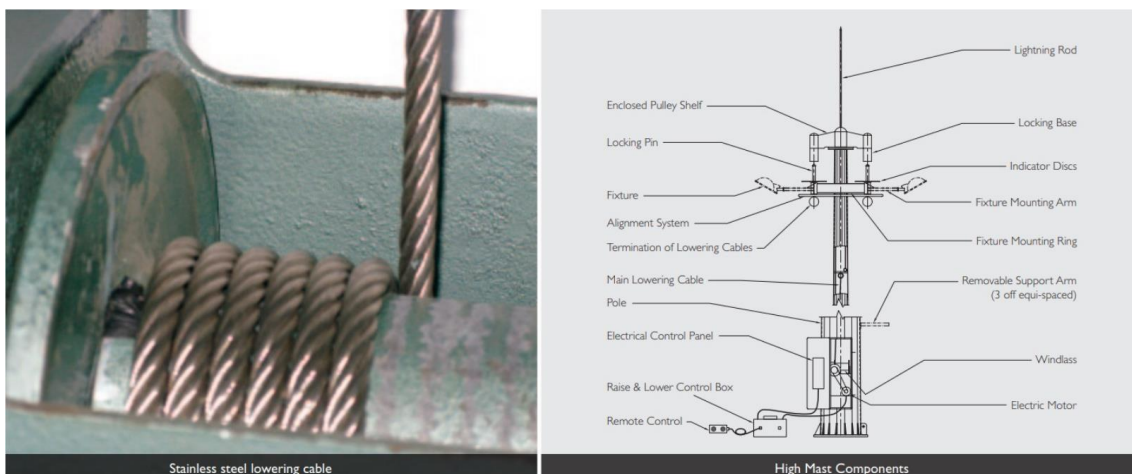 Lightning Rod
Enclosed Pulley Shelf
Locking Base
Locking Pin
Indicator Discs
Fixture
Fixture Mounting Arm
Alignment System
Termination of Lowering Cables
Fixture Mounting Ring
Main Lowering Cable
Removable Support Arm
(3 off equi-spaced)
Pole
Electrical Control Panel
Windlass
Raise & Lower Control Box
Electric Motor
Remote Control
Stainless steel lowering cable
High Mast Components